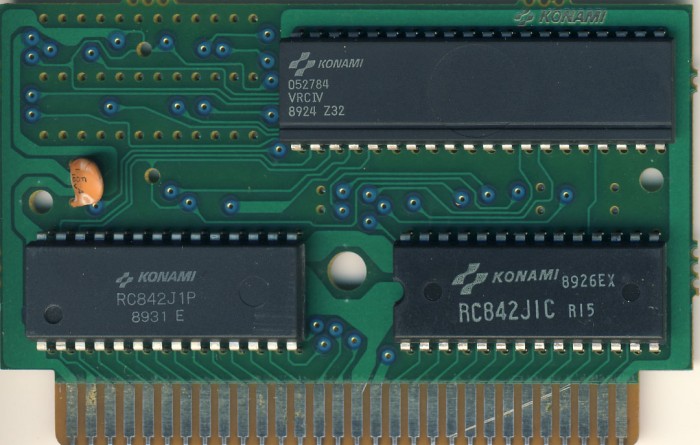 KONAMI
KONAMI
052784
VRCIV
8924 Z32
KONAMI
RC842J1P
8931 E
KONAMI 8926EX
RC842J1C R15